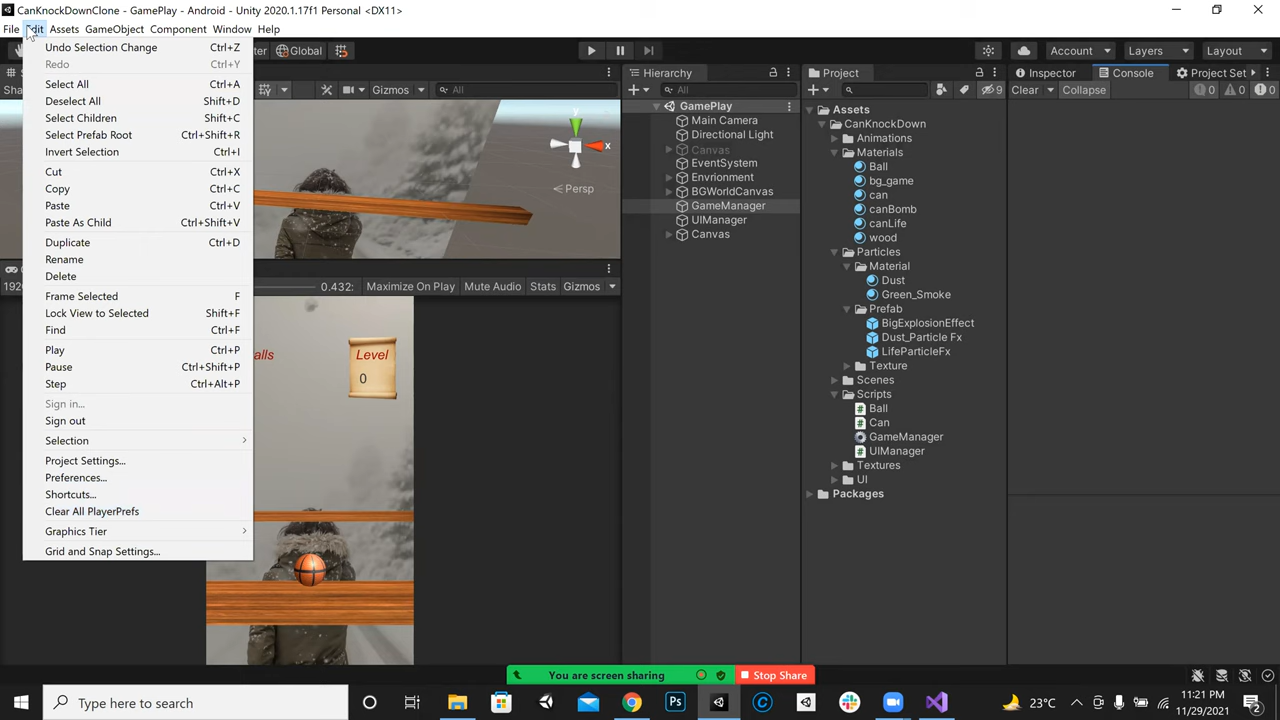 CanKnockDownClone - GamePlay - Android - Unity 2020.1.17f1 Personal <DX11>
File Edit Assets GameObject Component Window Help
Global
Account
Layers
Layout
Undo Selection Change Ctrl+Z
Redo Ctrl+Y
Select All Ctrl+A
Deselect All Shift+D
Select Children Shift+C
Select Prefab Root Ctrl+Shift+R
Invert Selection Ctrl+I
Cut Ctrl+X
Copy Ctrl+C
Paste Ctrl+V
Paste As Child Ctrl+Shift+V
Duplicate Ctrl+D
Rename
Delete
Frame Selected F
Lock View to Selected Shift+F
Find Ctrl+F
Play Ctrl+P
Pause Ctrl+Shift+P
Step Ctrl+Alt+P
Sign in...
Sign out
Selection
Project Settings...
Preferences...
Shortcuts...
Clear All PlayerPrefs
Graphics Tier
Grid and Snap Settings...
Gizmos
All
y
x
Persp
0.432:
Maximize On Play
Mute Audio
Stats
Gizmos
Level
0
Hierarchy
All
GamePlay
Main Camera
Directional Light
Canvas
EventSystem
Envrionment
BGWorldCanvas
GameManager
UIManager
Canvas
Project
9
Assets
CanKnockDown
Animations
Materials
Ball
bg_game
can
canBomb
canLife
wood
Particles
Material
Dust
Green_Smoke
Prefab
BigExplosionEffect
Dust_Particle Fx
LifeParticleFx
Texture
Scenes
Scripts
Ball
Can
GameManager
UIManager
Textures
UI
Packages
Inspector
Console
Project Set
Clear
Collapse
0
0
0
You are screen sharing
Stop Share
Type here to search
Ps
23°C
11:21 PM
11/29/2021
2